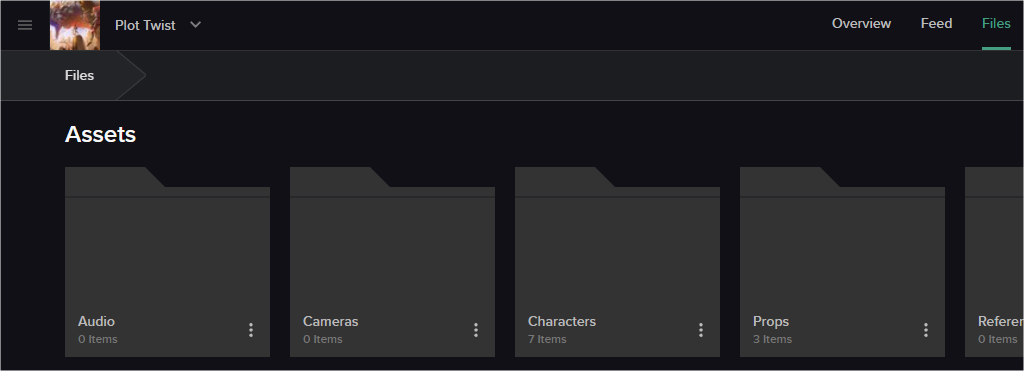 Plot Twist
Overview Feed Files
Files
Assets
Audio
0 Items
Cameras
0 Items
Characters
7 Items
Props
3 Items
Referen
0 Items